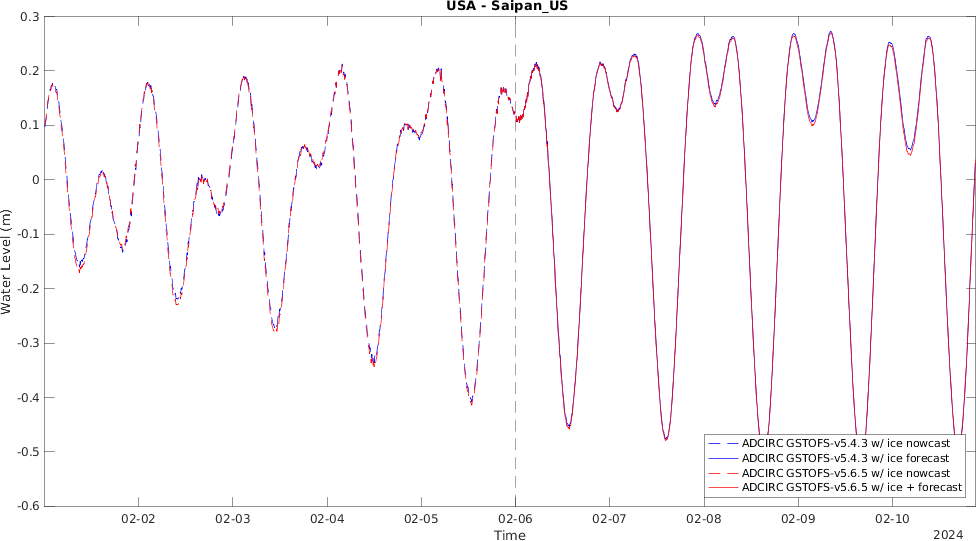 USA - Saipan_US
0.3
0.2
0.1
0
-0.1
-0.2
-0.3
-0.4
-0.5
-0.6
Water Level (m)
ADCIRC GSTOFS-v5.4.3 w/ ice nowcast
ADCIRC GSTOFS-v5.4.3 w/ ice forecast
ADCIRC GSTOFS-v5.6.5 w/ ice nowcast
ADCIRC GSTOFS-v5.6.5 w/ ice + forecast
02-02 02-03 02-04 02-05 02-06 02-07 02-08 02-09 02-10
Time
2024